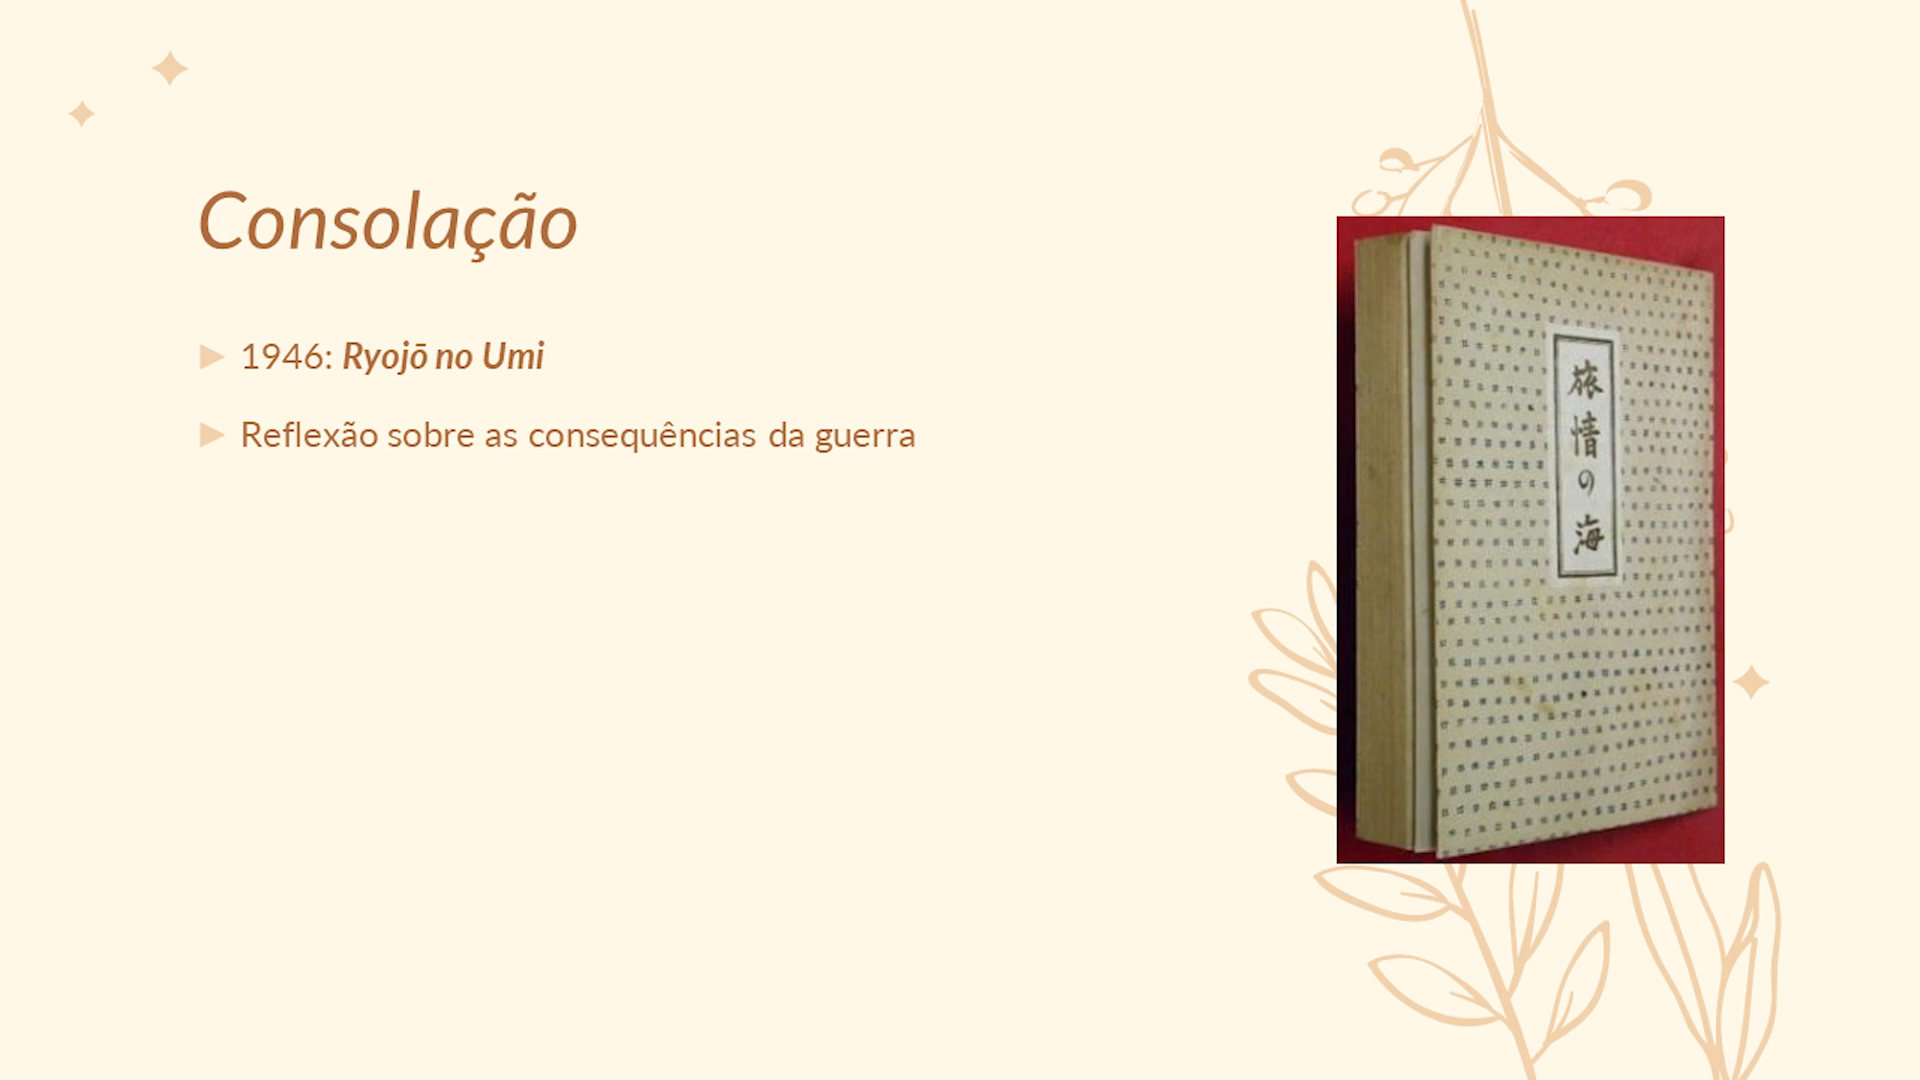 Consolação
1946: Ryojō no Umi
Reflexão sobre as consequências da guerra
旅情の海